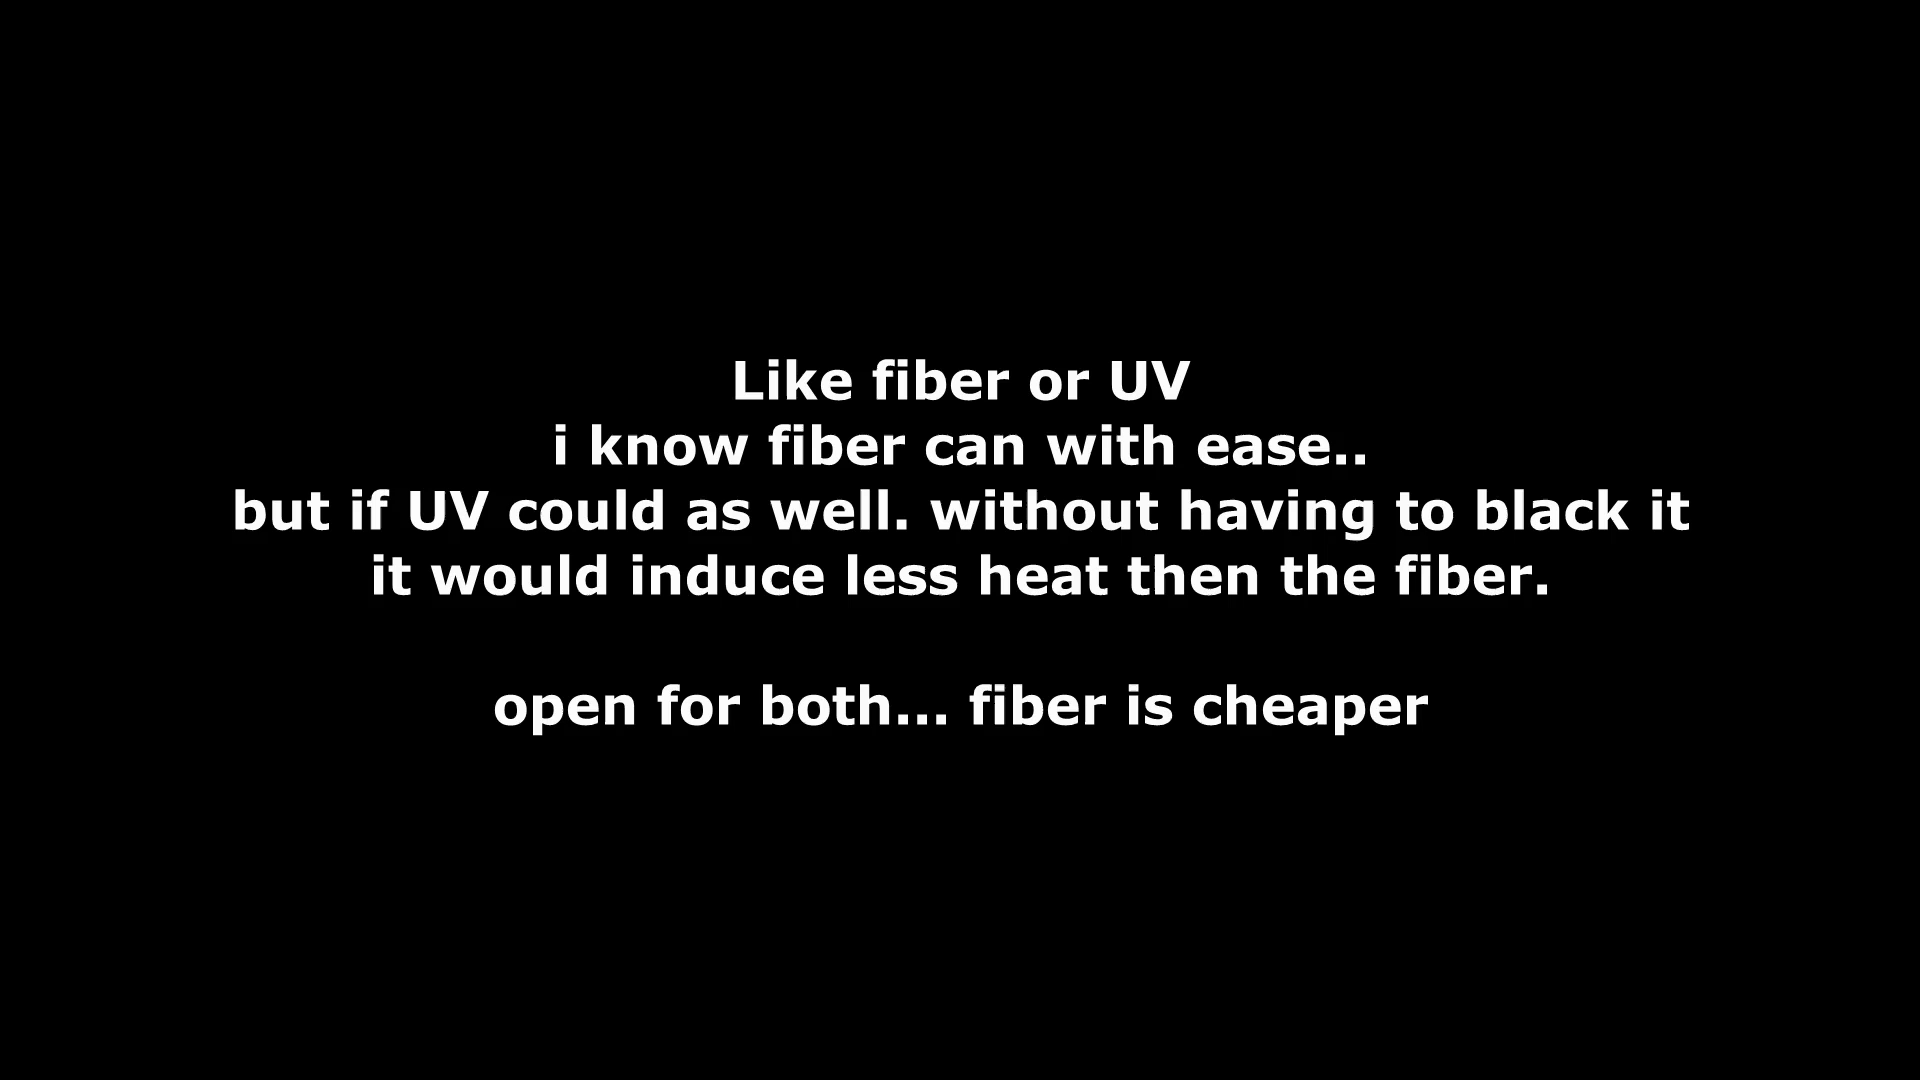 Like fiber or UV
i know fiber can with ease..
but if UV could as well. without having to black it
it would induce less heat then the fiber.
open for both... fiber is cheaper